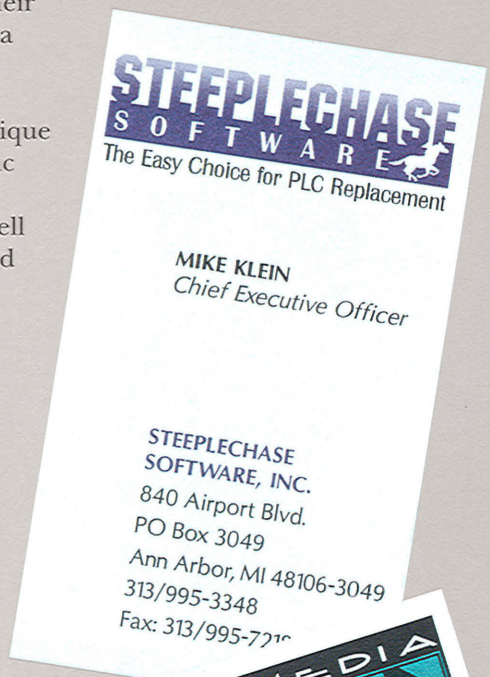 a
STEEPLECHASE
SOFTWARE
The Easy Choice for PLC Replacement
MIKE KLEIN
Chief Executive Officer
STEEPLECHASE
SOFTWARE, INC.
840 Airport Blvd.
PO Box 3049
Ann Arbor, MI 48106-3049
313/995-3348
Fax: